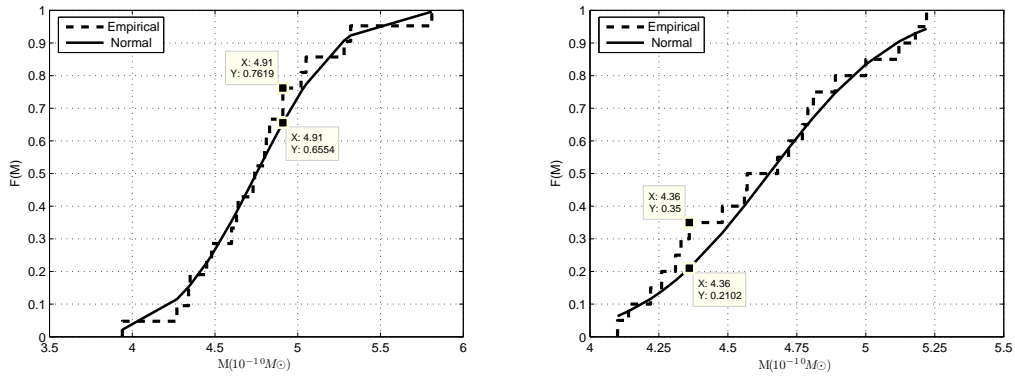 Empirical
Normal
X: 4.91
Y: 0.7619
X: 4.91
Y: 0.6554
F(M)
1
0.9
0.8
0.7
0.6
0.5
0.4
0.3
0.2
0.1
0
3.5
4
4.5
5
5.5
6
M(10⁻¹⁰M☉)
Empirical
Normal
X: 4.36
Y: 0.35
X: 4.36
Y: 0.2102
F(M)
1
0.9
0.8
0.7
0.6
0.5
0.4
0.3
0.2
0.1
0
4
4.25
4.5
4.75
5
5.25
5.5
M(10⁻¹⁰M☉)